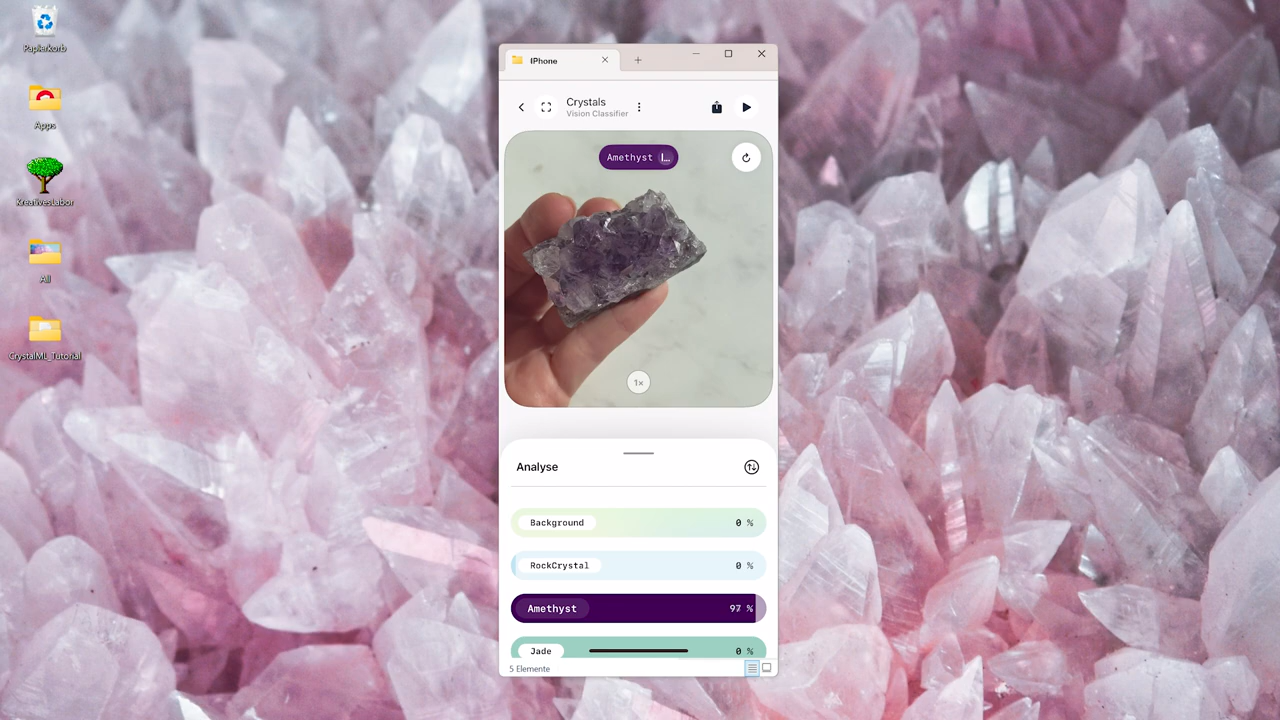 Papierkorb
Apps
KreativesLabor
All
CrystalML_Tutorial
IPhone
Crystals
Vision Classifier
Amethyst |...
1×
Analyse
Background 0 %
RockCrystal 0 %
Amethyst 97 %
Jade 0 %
5 Elemente